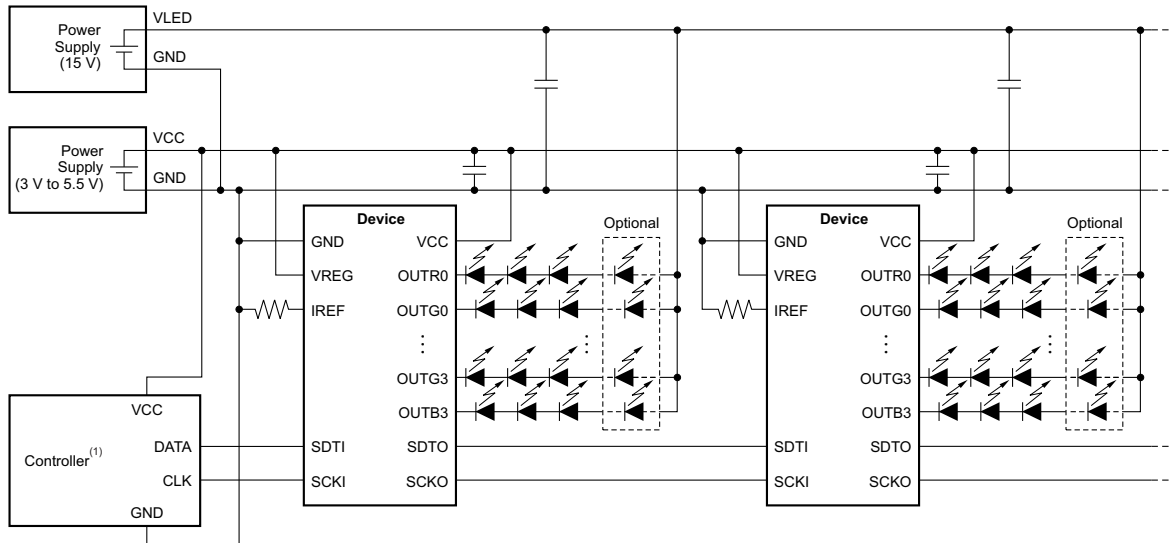 Power
Supply
(15 V)
VLED
GND
Power
Supply
(3 V to 5.5 V)
VCC
GND
Device
GND
VREG
IREF
SDTI
SCKI
VCC
OUTR0
OUTG0
⋮
OUTG3
OUTB3
SDTO
SCKO
Optional
⋮
Device
GND
VREG
IREF
SDTI
SCKI
VCC
OUTR0
OUTG0
⋮
OUTG3
OUTB3
SDTO
SCKO
Optional
⋮
Controller(1)
VCC
DATA
CLK
GND